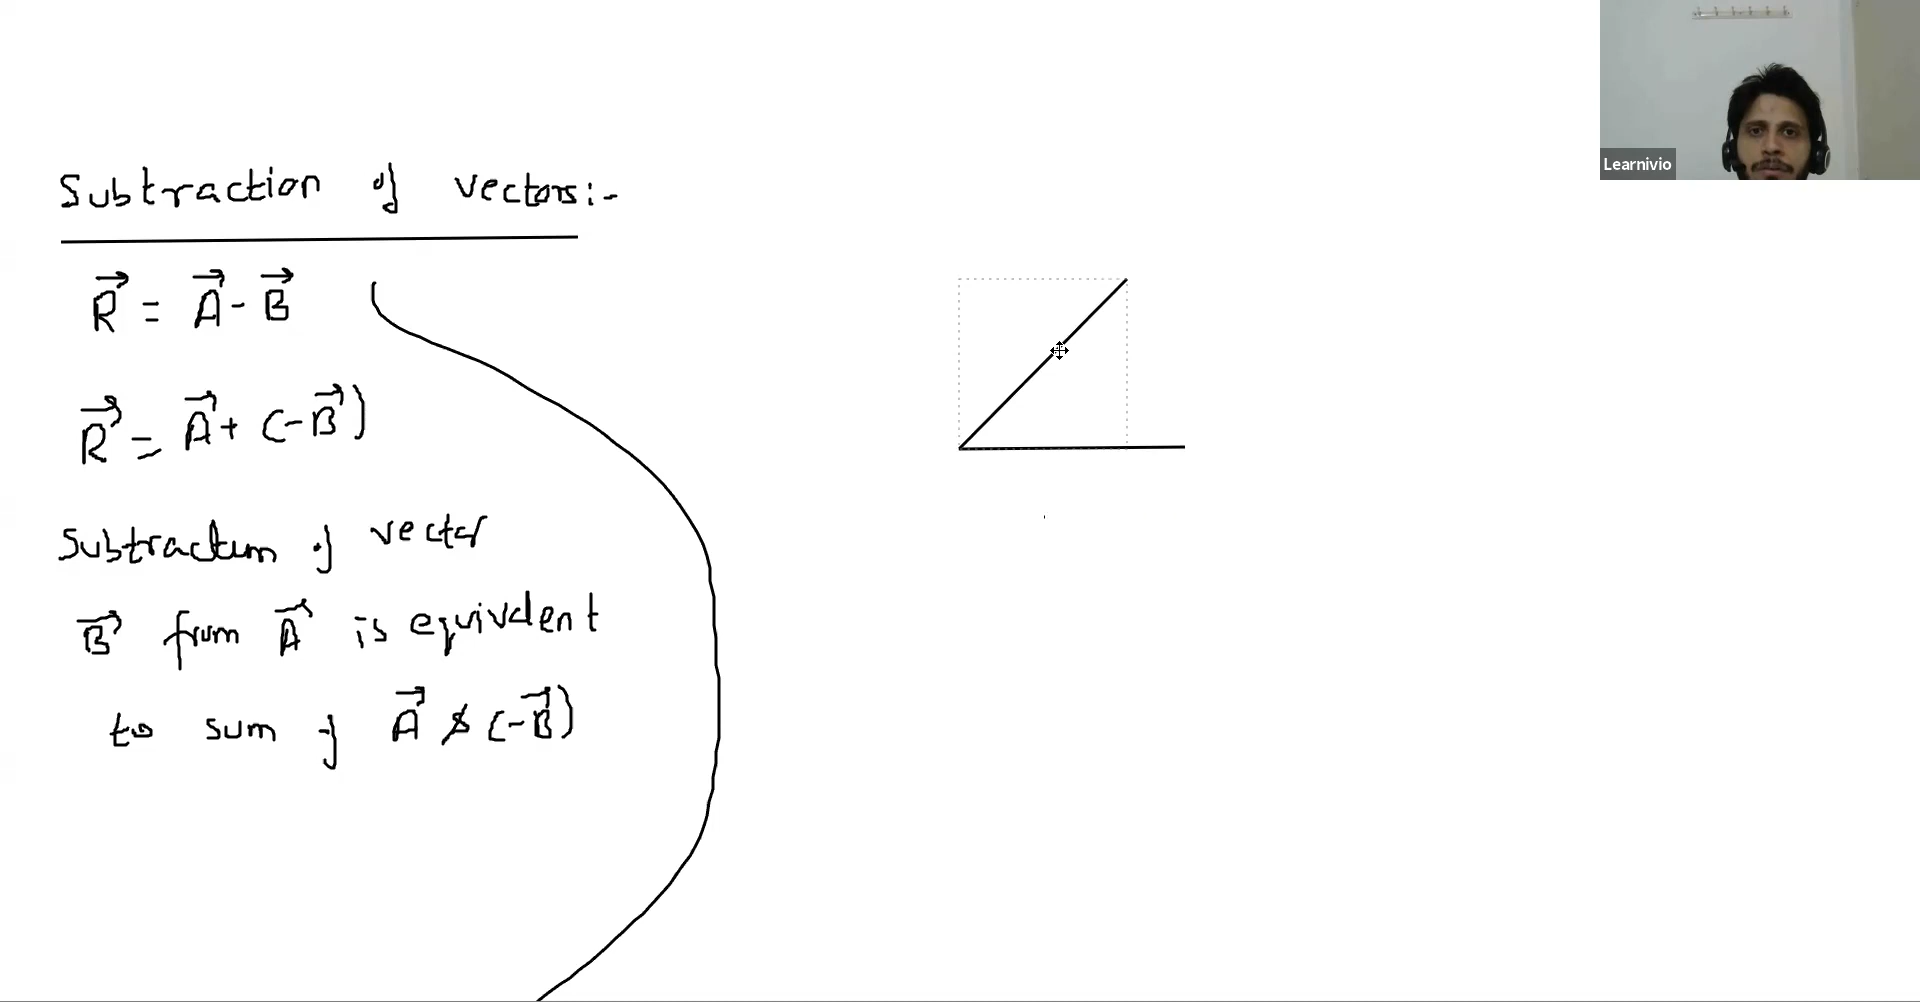 Subtraction of vectors:-
Learnivio
R⃗ = A⃗ - B⃗
R⃗ = A⃗ + (-B⃗)
Subtraction of vector
B⃗ from A⃗ is equivalent
to sum of A⃗ & (-B⃗)